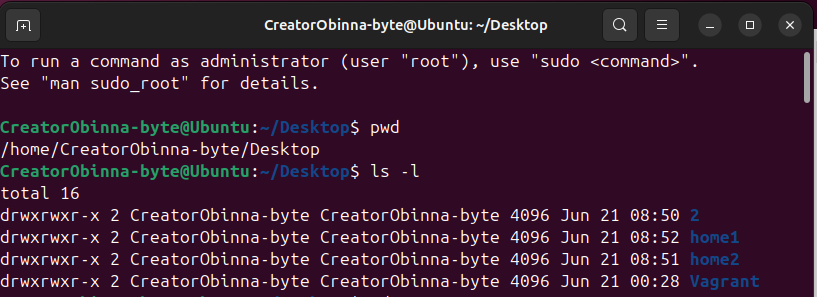 CreatorObinna-byte@Ubuntu: ~/Desktop
To run a command as administrator (user "root"), use "sudo <command>".
See "man sudo_root" for details.
CreatorObinna-byte@Ubuntu:~/Desktop$ pwd
/home/CreatorObinna-byte/Desktop
CreatorObinna-byte@Ubuntu:~/Desktop$ ls -l
total 16
drwxrwxr-x 2 CreatorObinna-byte CreatorObinna-byte 4096 Jun 21 08:50 2
drwxrwxr-x 2 CreatorObinna-byte CreatorObinna-byte 4096 Jun 21 08:52 home1
drwxrwxr-x 2 CreatorObinna-byte CreatorObinna-byte 4096 Jun 21 08:51 home2
drwxrwxr-x 2 CreatorObinna-byte CreatorObinna-byte 4096 Jun 21 00:28 Vagrant